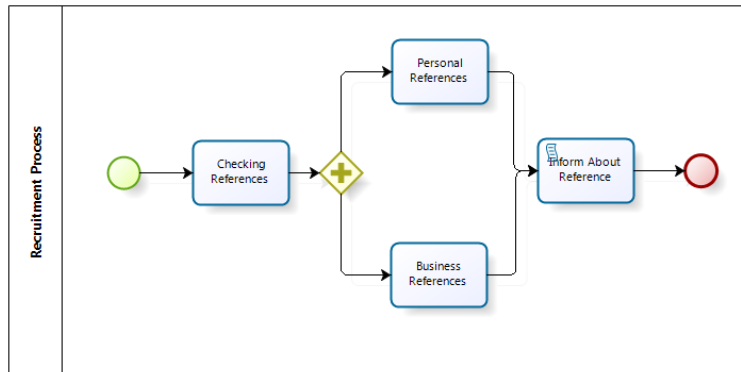 Recruitment Process
Checking
References
Personal
References
Business
References
Inform About
Reference